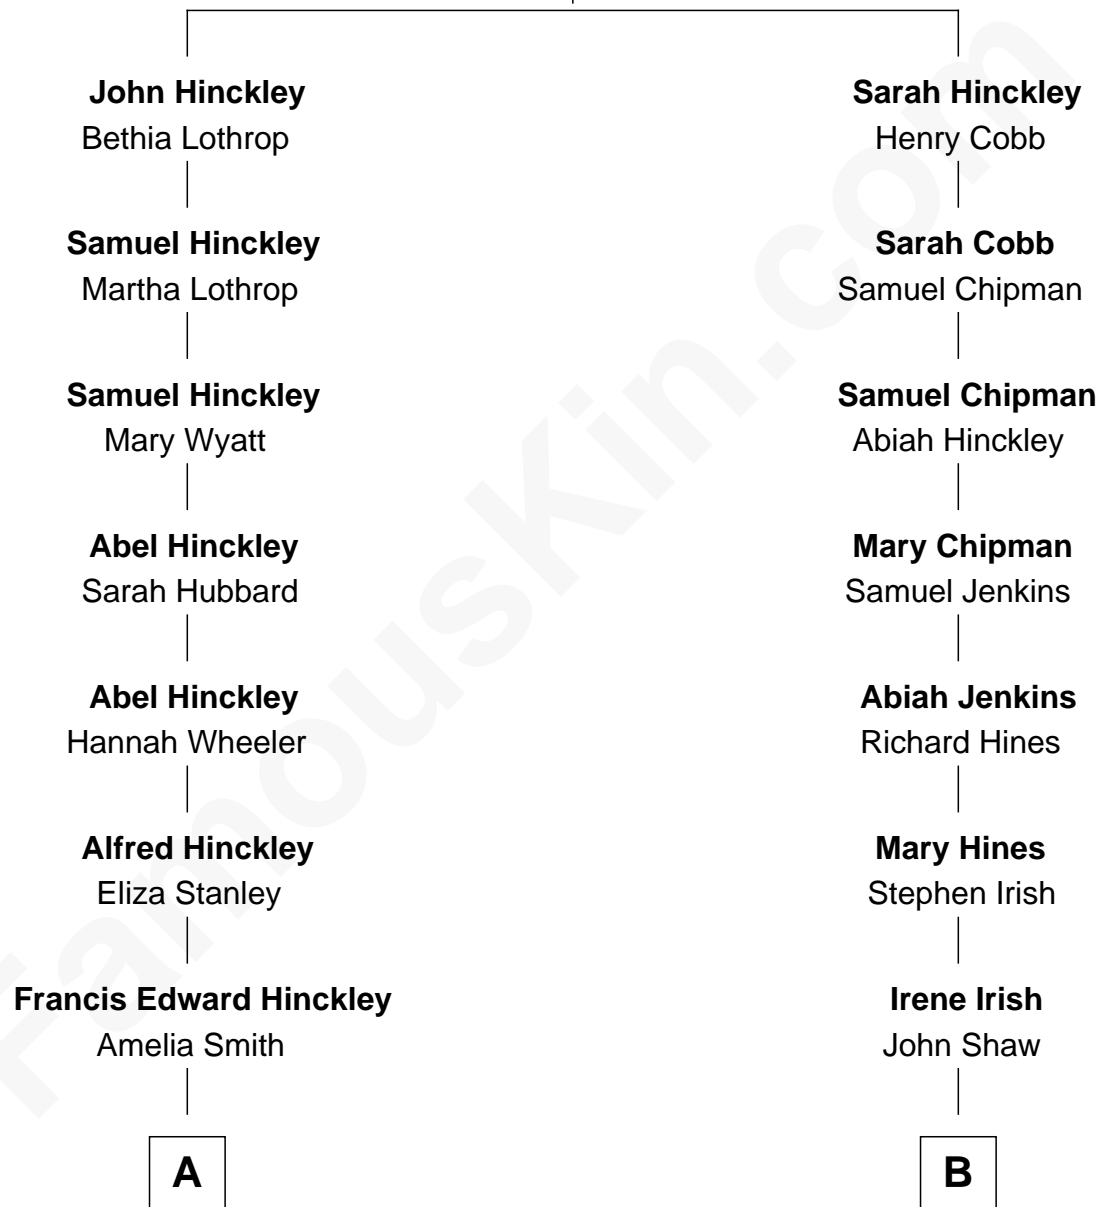 John Hinckley
Bethia Lothrop
Samuel Hinckley
Martha Lothrop
Samuel Hinckley
Mary Wyatt
Abel Hinckley
Sarah Hubbard
Abel Hinckley
Hannah Wheeler
Alfred Hinckley
Eliza Stanley
Francis Edward Hinckley
Amelia Smith
A
Sarah Hinckley
Henry Cobb
Sarah Cobb
Samuel Chipman
Samuel Chipman
Abiah Hinckley
Mary Chipman
Samuel Jenkins
Abiah Jenkins
Richard Hines
Mary Hines
Stephen Irish
Irene Irish
John Shaw
B
FamousKin.com